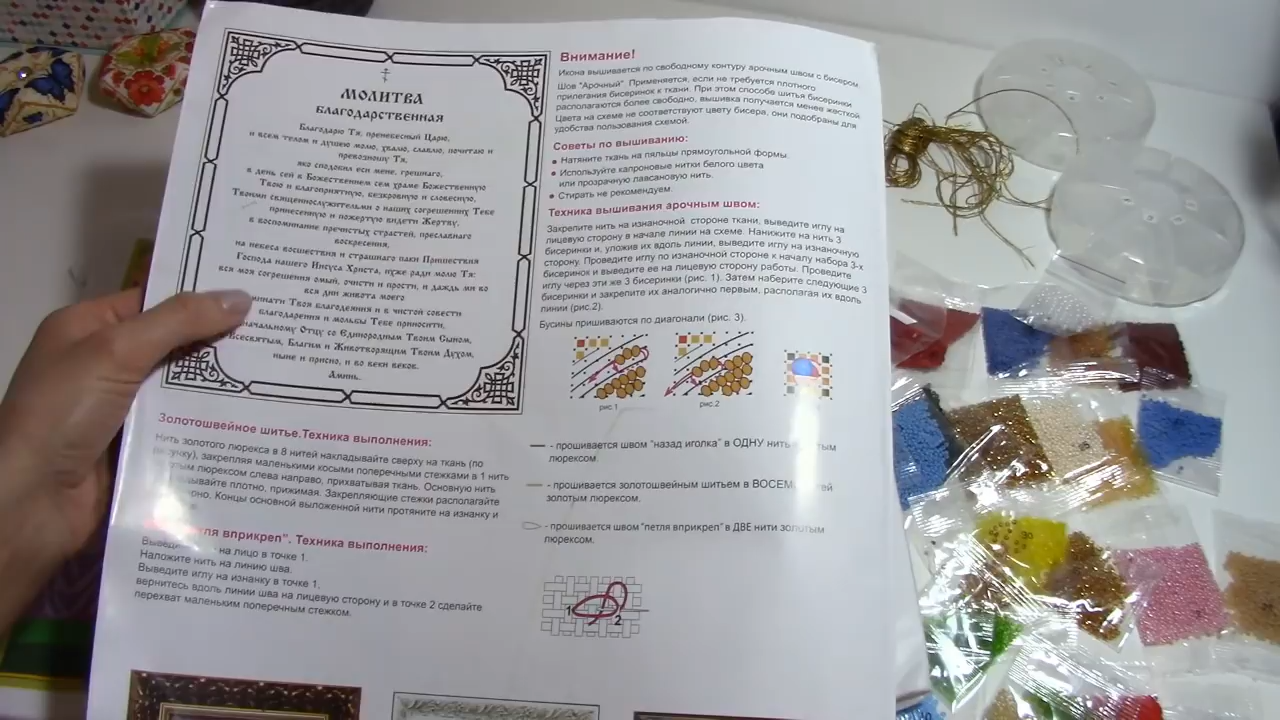 МОЛИТВА
БЛАГОДАРСТВЕННАЯ
Благодарю Тя, пренебесный Царю,
и всем телом и душею молю, хвалю, славлю, почитаю и
превозношу Тя,
яко сподобил еси мене, грешнаго,
в день сей в Божественнем сем храме Божественную
Твою и благоприятную, безкровную и словесную,
Твоими священнослужительми о наших согрешениих Тебе
принесенную и пожертую видети Жертву,
в воспоминание пречистых страстей, преславнаго
воскресения,
на небеса восшествия и страшнаго паки Пришествия
Господа нашего Иисуса Христа, нуже ради молю Тя:
вся моя согрешения омый, очисти и прости, и даждь ми во
вся дни живота моего
Твоя благодеяния и в чистой совести
благодарения и мольбы Тебе приносити,
Отцу со Единородным Твоим Сыном,
Всесвятым, Благим и Животворящим Твоим Духом,
ныне и присно, и во веки веков.
Аминь.
Внимание!
Икона вышивается по свободному контуру арочным швом с бисером.
Шов "Арочный" Применяется, если не требуется плотного
прилегания бисеринок к ткани. При этом способе шитья бисеринки
располагаются более свободно, вышивка получается менее жесткой.
Цвета на схеме не соответствуют цвету бисера, они подобраны для
удобства пользования схемой.
Советы по вышиванию:
● Натяните ткань на пяльцы прямоугольной формы.
● Используйте капроновые нитки белого цвета
или прозрачную лавсановую нить.
● Стирать не рекомендуем.
Техника вышивания арочным швом:
Закрепите нить на изнаночной стороне ткани, выведите иглу на
лицевую сторону в начале линии на схеме. Нанижите на нить 3
бисеринки и, уложив их вдоль линии, выведите иглу на изнаночную
сторону. Проведите иглу по изнаночной стороне к началу набора 3-х
бисеринок и выведите ее на лицевую сторону работы. Проведите
иглу через эти же 3 бисеринки (рис. 1). Затем наберите следующие 3
бисеринки и закрепите их аналогично первым, располагая их вдоль
линии (рис.2).
Бусины пришиваются по диагонали (рис. 3).
рис.1
рис.2
Золотошвейное шитье.Техника выполнения:
Нить золотого люрекса в 8 нитей накладывайте сверху на ткань (по
закрепляя маленькими косыми поперечными стежками в 1 нить
люрексом слева направо, прихватывая ткань. Основную нить
плотно, прижимая. Закрепляющие стежки располагайте
Концы основной выложенной нити протяните на изнанку и
вприкреп". Техника выполнения:
на лицо в точке 1.
Наложите нить на линию шва.
Выведите иглу на изнанку в точке 1,
вернитесь вдоль линии шва на лицевую сторону и в точке 2 сделайте
перехват маленьким поперечным стежком.
- прошивается швом "назад иголка" в ОДНУ нить
люрексом.
- прошивается золотошвейным шитьем в
золотым люрексом.
- прошивается швом "петля вприкреп" в ДВЕ нити золотым
люрексом.
1
2
30